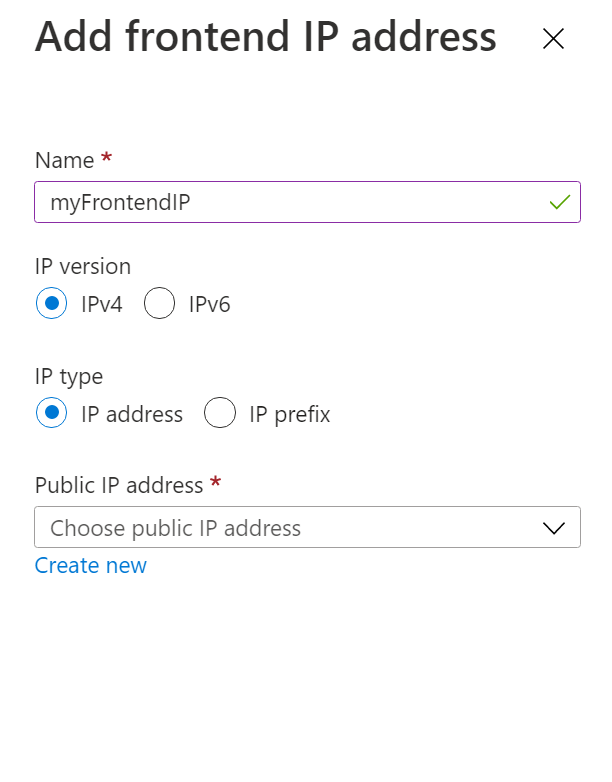 Add frontend IP address
Name *
myFrontendIP
IP version
IPv4 IPv6
IP type
IP address IP prefix
Public IP address *
Choose public IP address
Create new